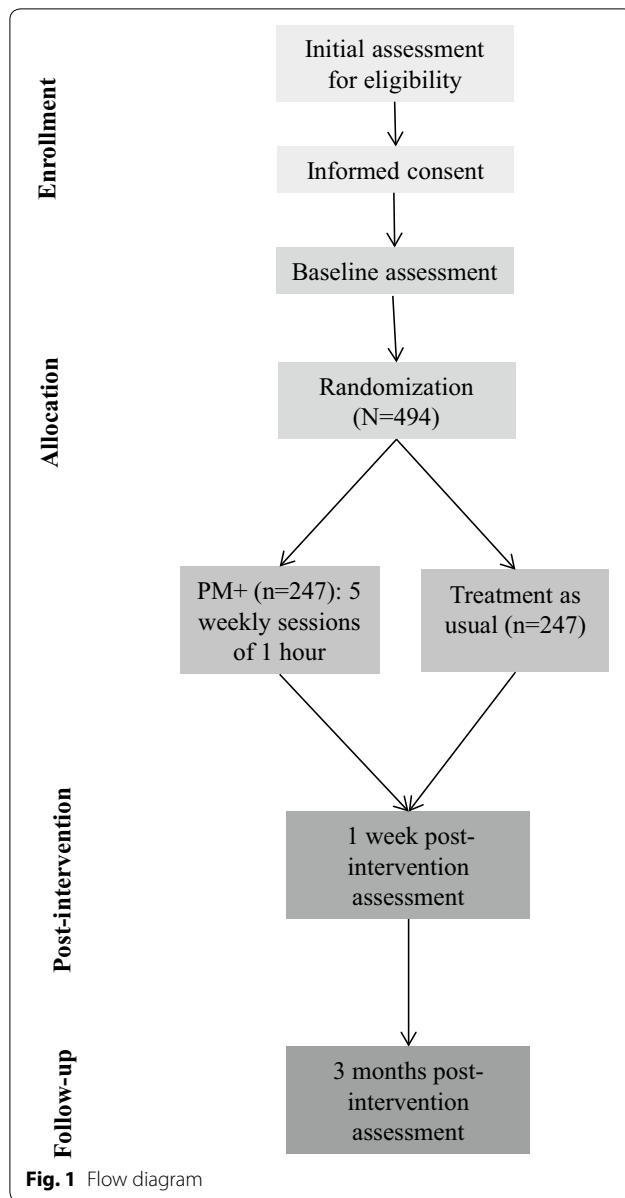 Enrollment
Initial assessment
for eligibility
Informed consent
Baseline assessment
Allocation
Randomization
(N=494)
PM+ (n=247): 5
weekly sessions
of 1 hour
Treatment as
usual (n=247)
Post-intervention
1 week post-
intervention
assessment
Follow-up
3 months post-
intervention
assessment
Fig. 1 Flow diagram